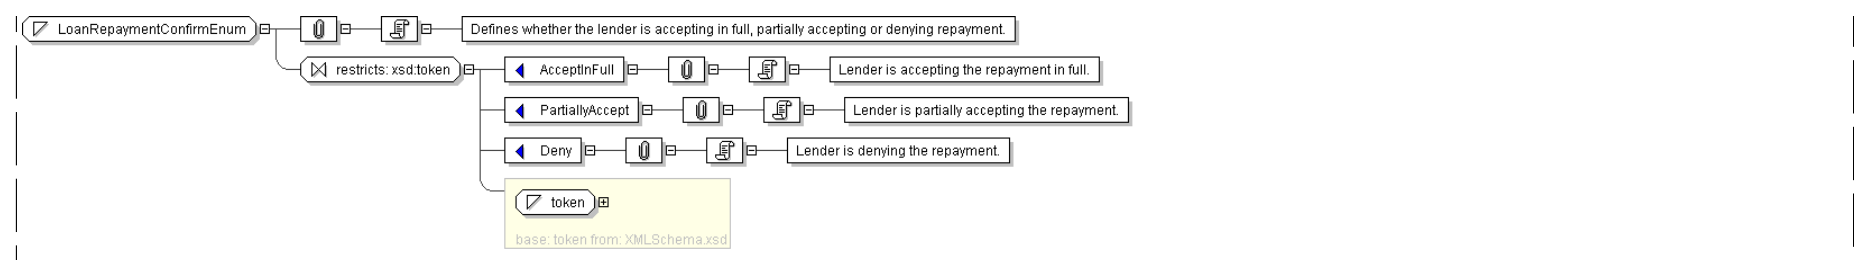 LoanRepaymentConfirmEnum
Defines whether the lender is accepting in full, partially accepting or denying repayment.
restricts: xsd:token
AcceptInFull
Lender is accepting the repayment in full.
PartiallyAccept
Lender is partially accepting the repayment.
Deny
Lender is denying the repayment.
token
base: token from: XMLSchema.xsd